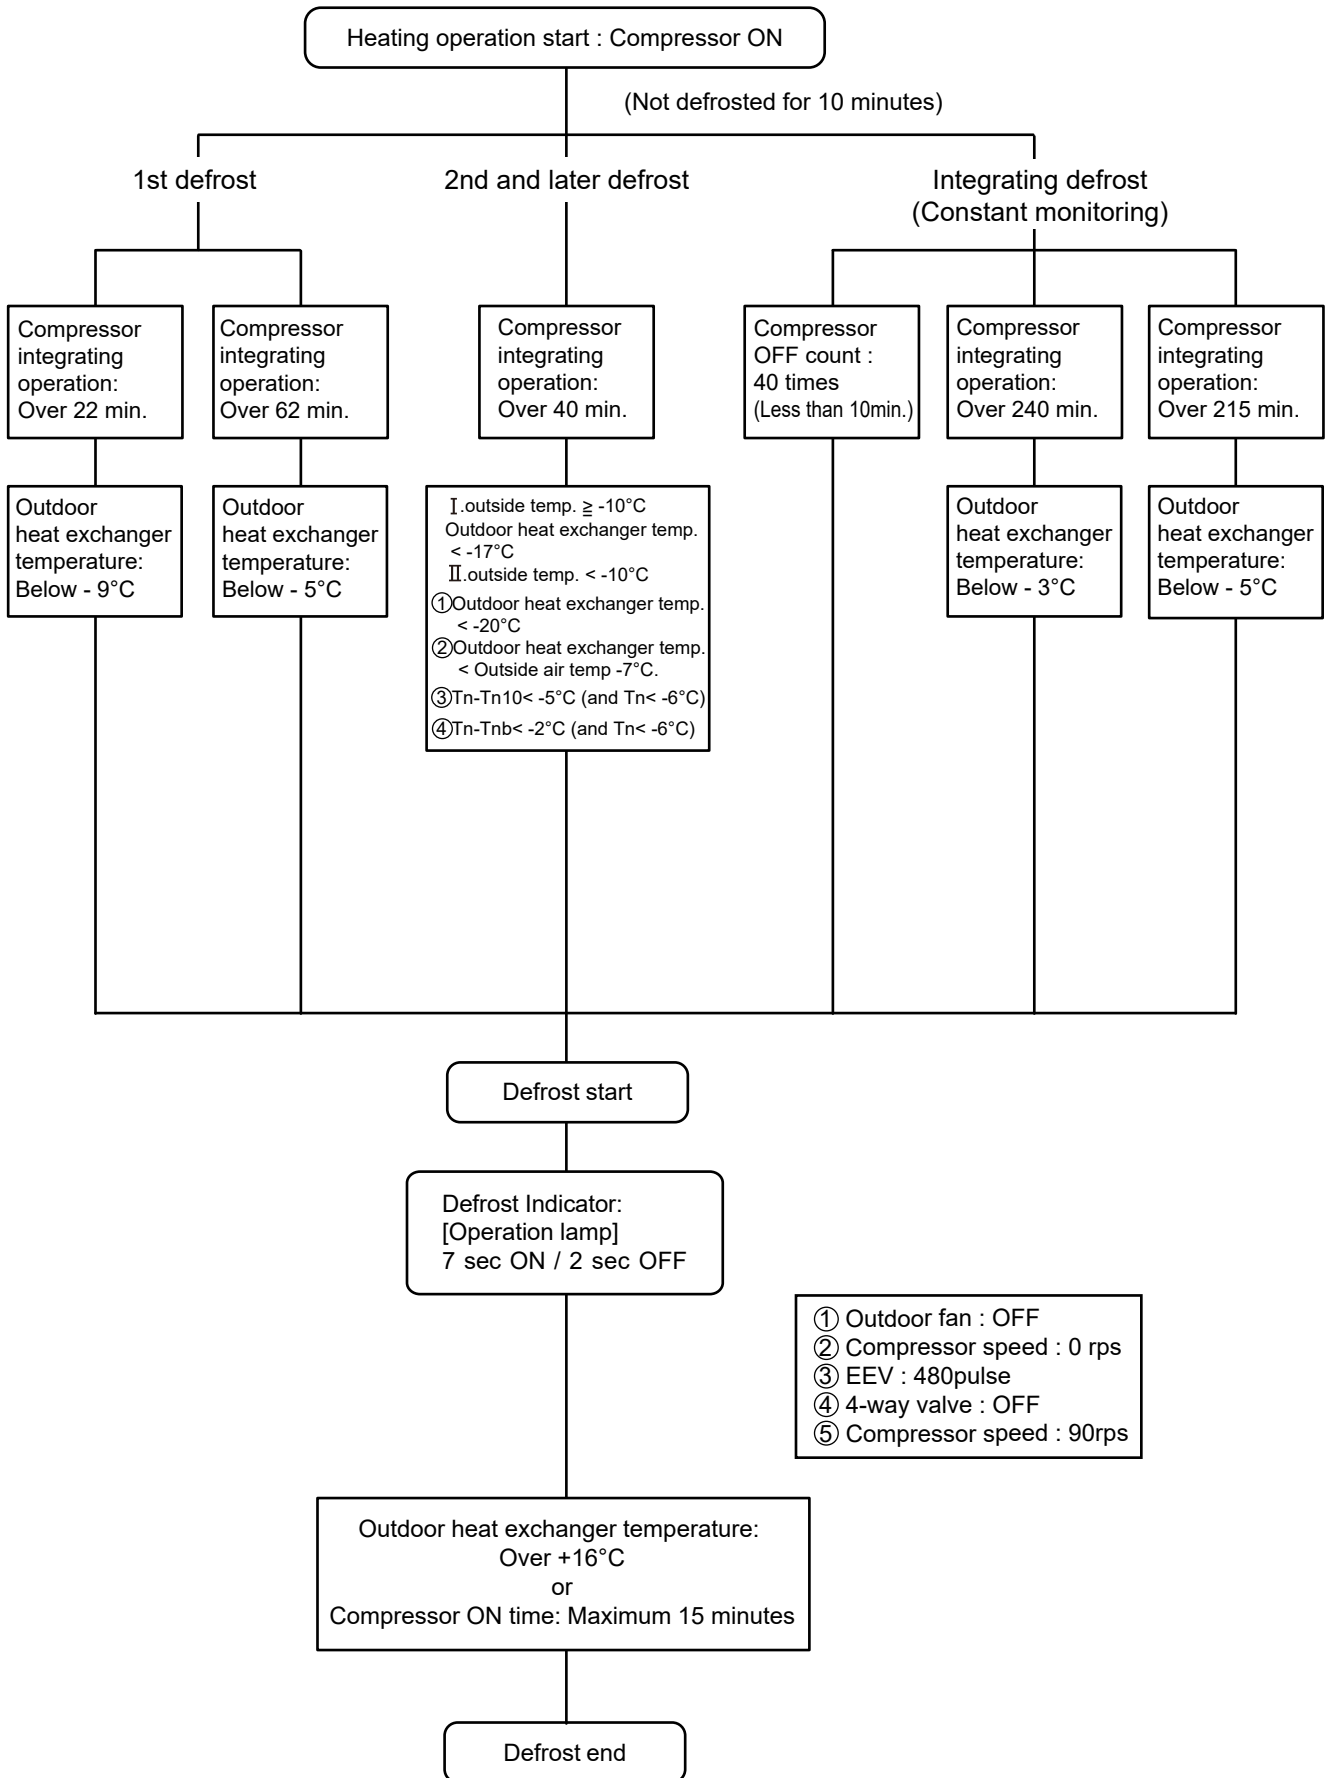 Heating operation start : Compressor ON
(Not defrosted for 10 minutes)
1st defrost
2nd and later defrost
Integrating defrost
(Constant monitoring)
Compressor
integrating
operation:
Over 22 min.
Compressor
integrating
operation:
Over 62 min.
Compressor
integrating
operation:
Over 40 min.
Compressor
OFF count :
40 times
(Less than 10min.)
Compressor
integrating
operation:
Over 240 min.
Compressor
integrating
operation:
Over 215 min.
Outdoor
heat exchanger
temperature:
Below - 9°C
Outdoor
heat exchanger
temperature:
Below - 5°C
Ⅰ.outside temp. ≧ -10°C
Outdoor heat exchanger temp.
< -17°C
Ⅱ.outside temp. < -10°C
①Outdoor heat exchanger temp.
< -20°C
②Outdoor heat exchanger temp.
< Outside air temp -7°C.
③Tn-Tn10< -5°C (and Tn< -6°C)
④Tn-Tnb< -2°C (and Tn< -6°C)
Outdoor
heat exchanger
temperature:
Below - 3°C
Outdoor
heat exchanger
temperature:
Below - 5°C
Defrost start
Defrost Indicator:
[Operation lamp]
7 sec ON / 2 sec OFF
① Outdoor fan : OFF
② Compressor speed : 0 rps
③ EEV : 480pulse
④ 4-way valve : OFF
⑤ Compressor speed : 90rps
Outdoor heat exchanger temperature:
Over +16°C
or
Compressor ON time: Maximum 15 minutes
Defrost end